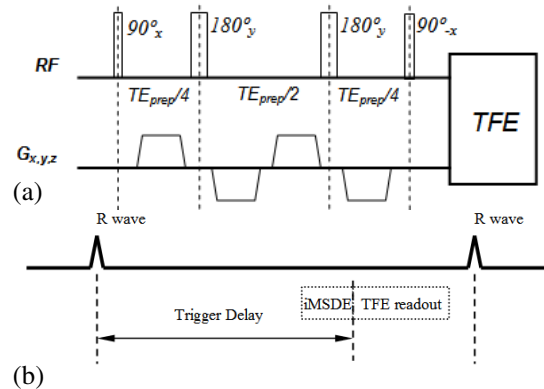 90°x 180°y 180°y 90°-x
RF
TEprep/4 TEprep/2 TEprep/4
TFE
Gx,y,z
(a)
R wave R wave
iMSDE TFE readout
Trigger Delay
(b)